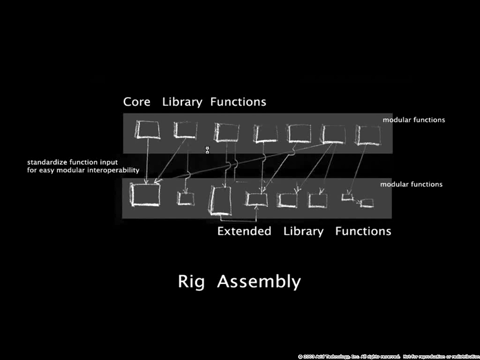 Core Library Functions
modular functions
standardize function input
for easy modular interoperability
modular functions
Extended Library Functions
Rig Assembly